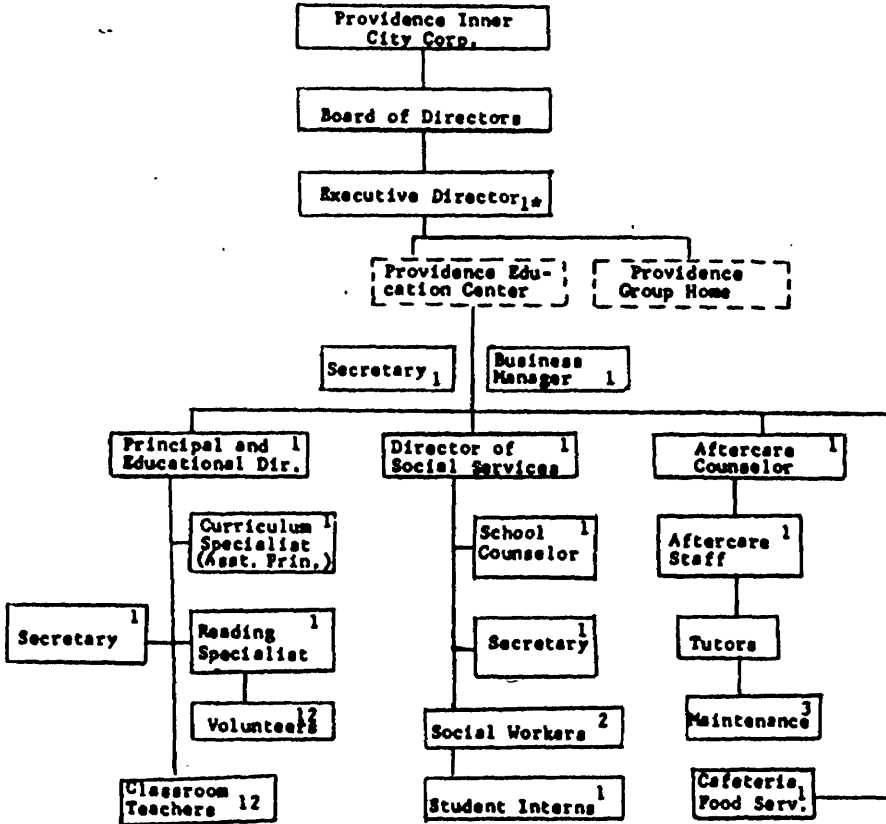 Providence Inner
City Corp.
Board of Directors
Executive Director 1*
Providence Edu-
cation Center
Providence
Group Home
Secretary 1
Business
Manager 1
Principal and 1
Educational Dir.
Director of 1
Social Services
Aftercare 1
Counselor
Curriculum 1
Specialist
(Asst. Prin.)
School 1
Counselor
Aftercare 1
Staff
Secretary 1
Reading 1
Specialist
Secretary 1
Tutors
Volunteers 12
Social Workers 2
Maintenance 3
Classroom
Teachers 12
Student Interns 1
Cafeteria 1
Food Serv.